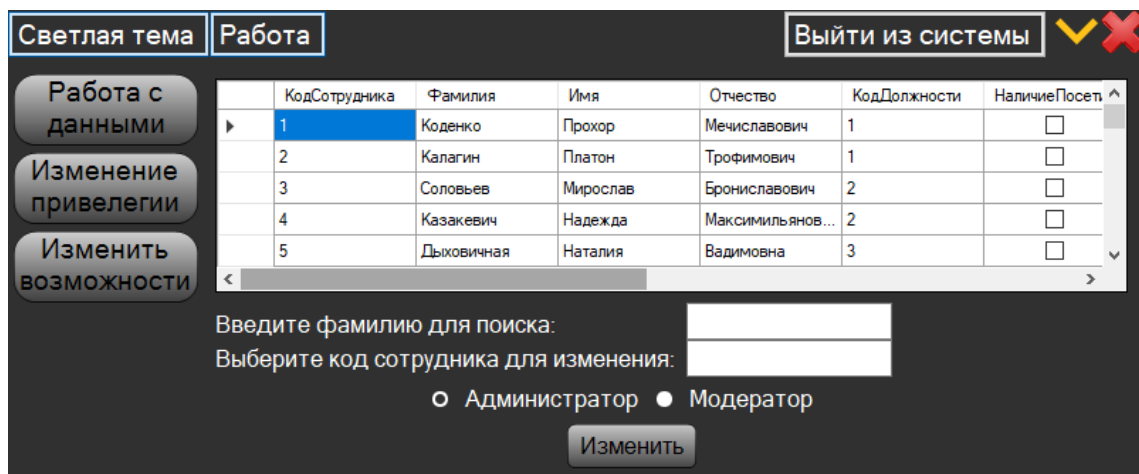 Светлая тема Работа Выйти из системы
Работа с
данными
Изменение
привелегии
Изменить
возможности
КодСотрудника Фамилия Имя Отчество КодДолжности НаличиеПосети
1 Коденко Прохор Мечиславович 1
2 Калагин Платон Трофимович 1
3 Соловьев Мирослав Брониславович 2
4 Казакевич Надежда Максимильянов... 2
5 Дыховичная Наталия Вадимовна 3
Введите фамилию для поиска:
Выберите код сотрудника для изменения:
Администратор Модератор
Изменить